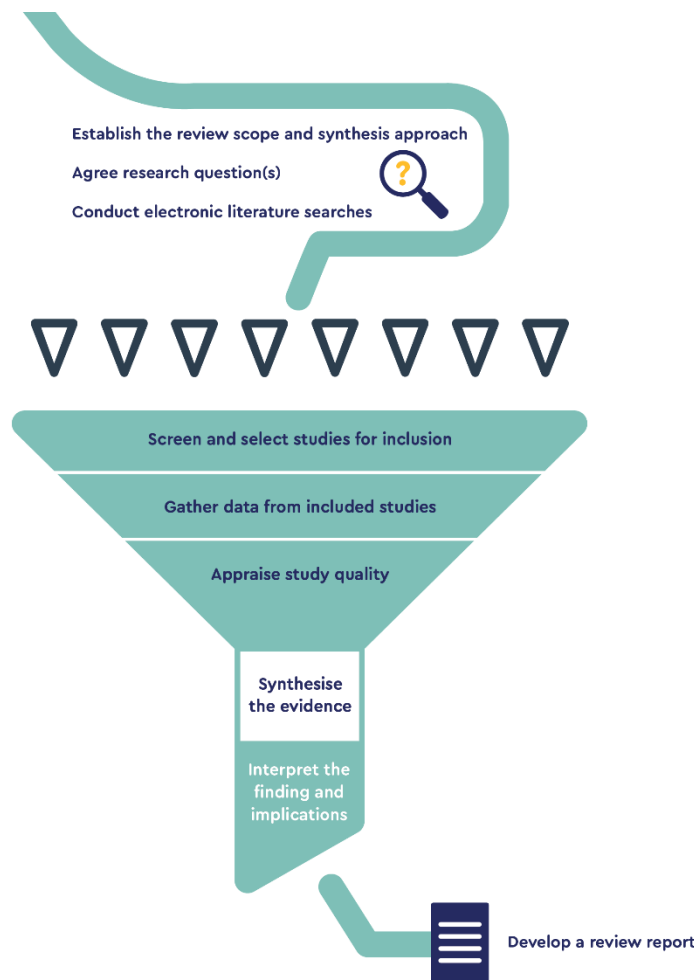 Establish the review scope and synthesis approach
Agree research question(s)
?
Conduct electronic literature searches
Screen and select studies for inclusion
Gather data from included studies
Appraise study quality
Synthesise
the evidence
Interpret the
finding and
implications
Develop a review report